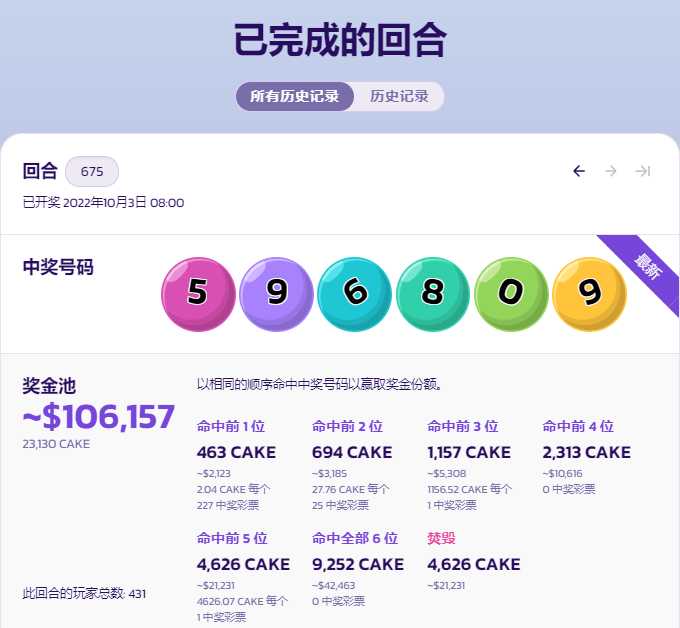 已完成的回合
所有历史记录 历史记录
回合 675
已开奖 2022年10月3日 08:00
最新
中奖号码 5 9 6 8 0 9
奖金池
~$106,157
23,130 CAKE
以相同的顺序命中中奖号码以赢取奖金份额。
命中前 1 位 命中前 2 位 命中前 3 位 命中前 4 位
463 CAKE 694 CAKE 1,157 CAKE 2,313 CAKE
~$2,123 ~$3,185 ~$5,308 ~$10,616
2.04 CAKE 每个 27.76 CAKE 每个 1156.52 CAKE 每个 0 中奖彩票
227 中奖彩票 25 中奖彩票 1 中奖彩票
命中前 5 位 命中全部 6 位 焚毁
4,626 CAKE 9,252 CAKE 4,626 CAKE
~$21,231 ~$42,463 ~$21,231
4626.07 CAKE 每个 0 中奖彩票
1 中奖彩票
此回合的玩家总数: 431